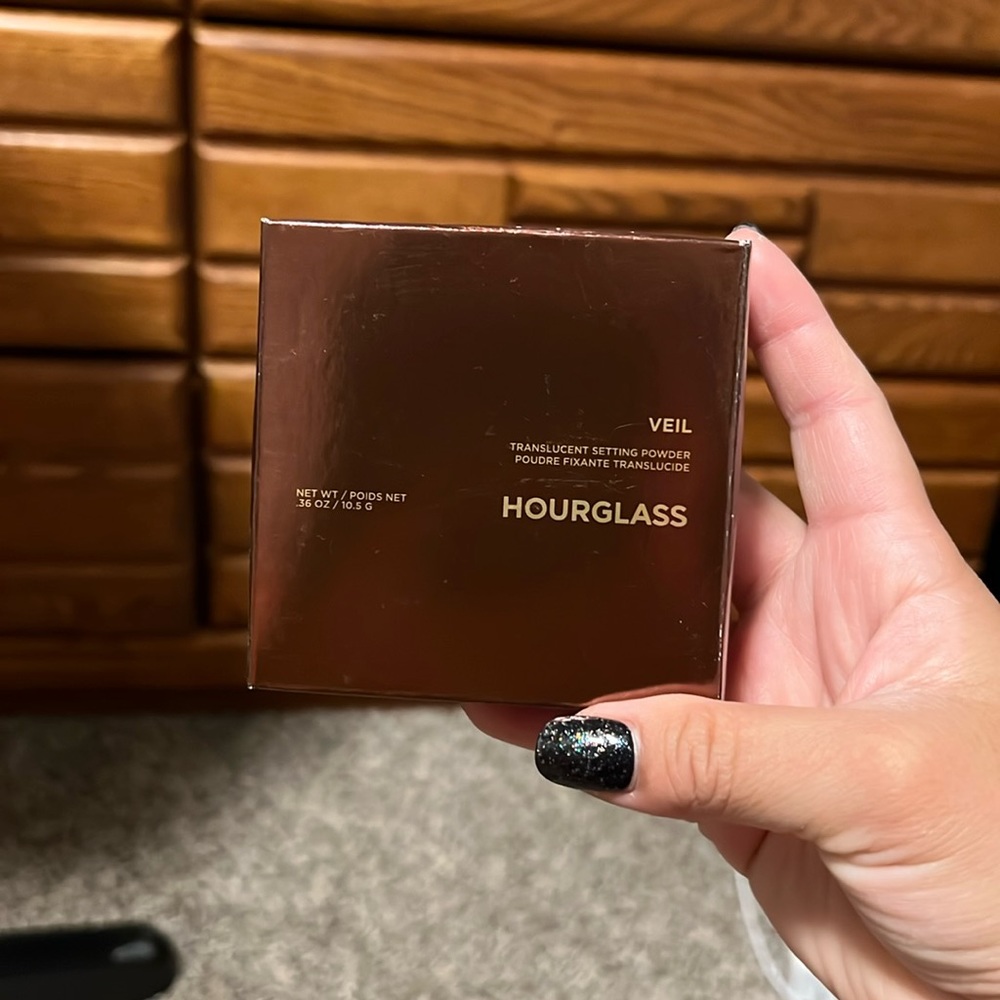 VEIL
TRANSLUCENT SETTING POWDER
POUDRE FIXANTE TRANSLUCIDE
HOURGLASS
NET WT / POIDS NET
.36 OZ / 10.5 G